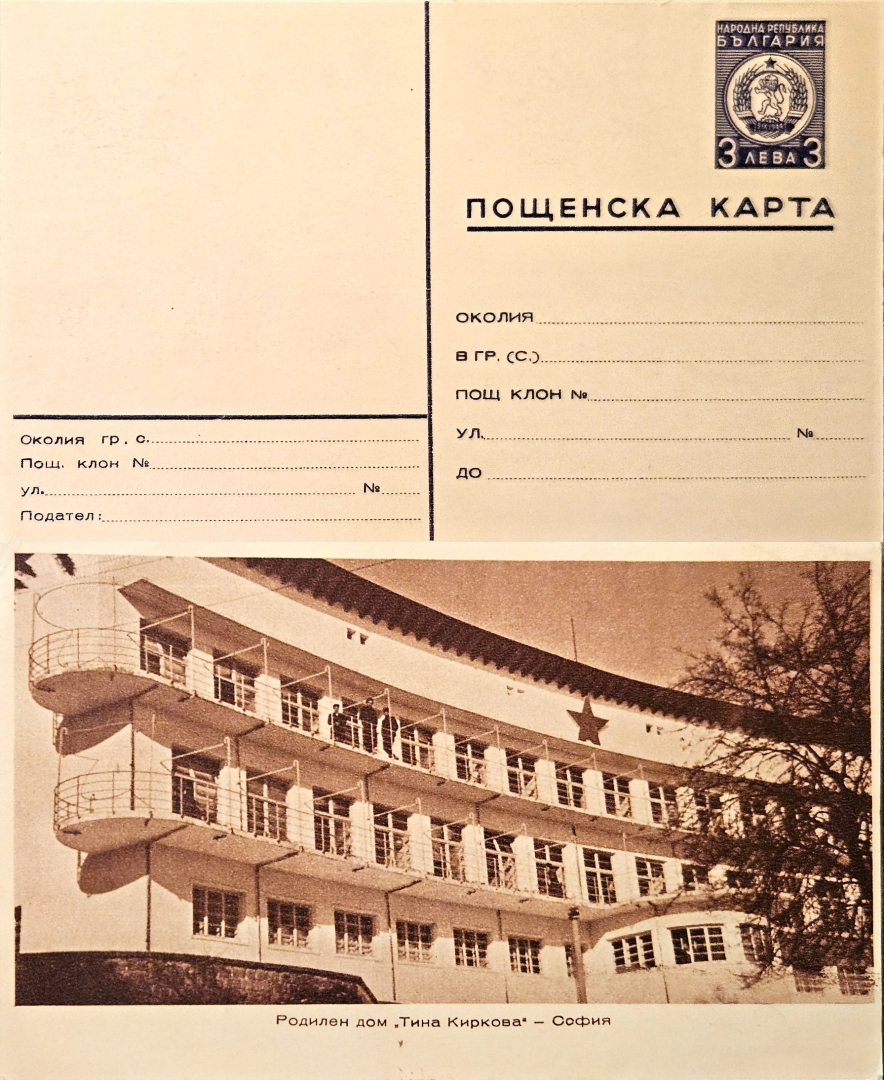 НАРОДНА РЕПУБЛИКА
БЪЛГАРИЯ
3 ЛЕВА 3
ПОЩЕНСКА КАРТА
ОКОЛИЯ
В ГР. (С.)
ПОЩ КЛОН №
УЛ. №
ДО
Околия гр. с.
Пощ. клон №
ул. №
Подател:
Родилен дом „Тина Киркова" – София